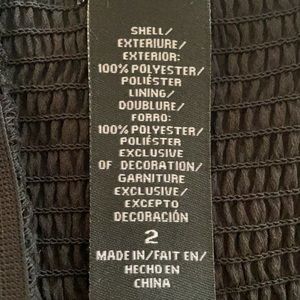 SHELL/
EXTERIEURE/
EXTERIOR:
100% POLYESTER/
POLIÉSTER
LINING/
DOUBLURE/
FORRO:
100% POLYESTER/
POLIÉSTER
EXCLUSIVE
OF DECORATION/
GARNITURE
EXCLUSIVE/
EXCEPTO
DECORACIÓN
2
MADE IN/FAIT EN/
HECHO EN
CHINA